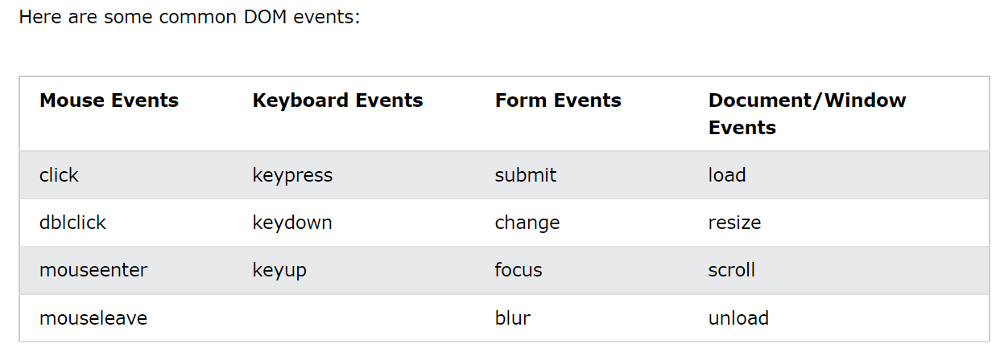 Here are some common DOM events:
Mouse Events Keyboard Events Form Events Document/Window
Events
click keypress submit load
dblclick keydown change resize
mouseenter keyup focus scroll
mouseleave blur unload